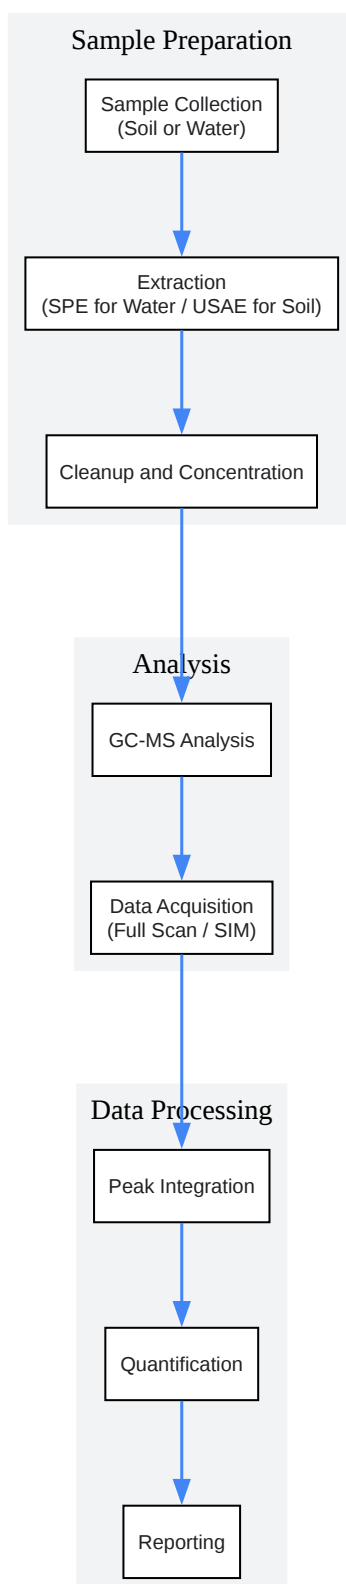 Sample Preparation
Sample Collection
(Soil or Water)
Extraction
(SPE for Water / USAE for Soil)
Cleanup and Concentration
Analysis
GC-MS Analysis
Data Acquisition
(Full Scan / SIM)
Data Processing
Peak Integration
Quantification
Reporting